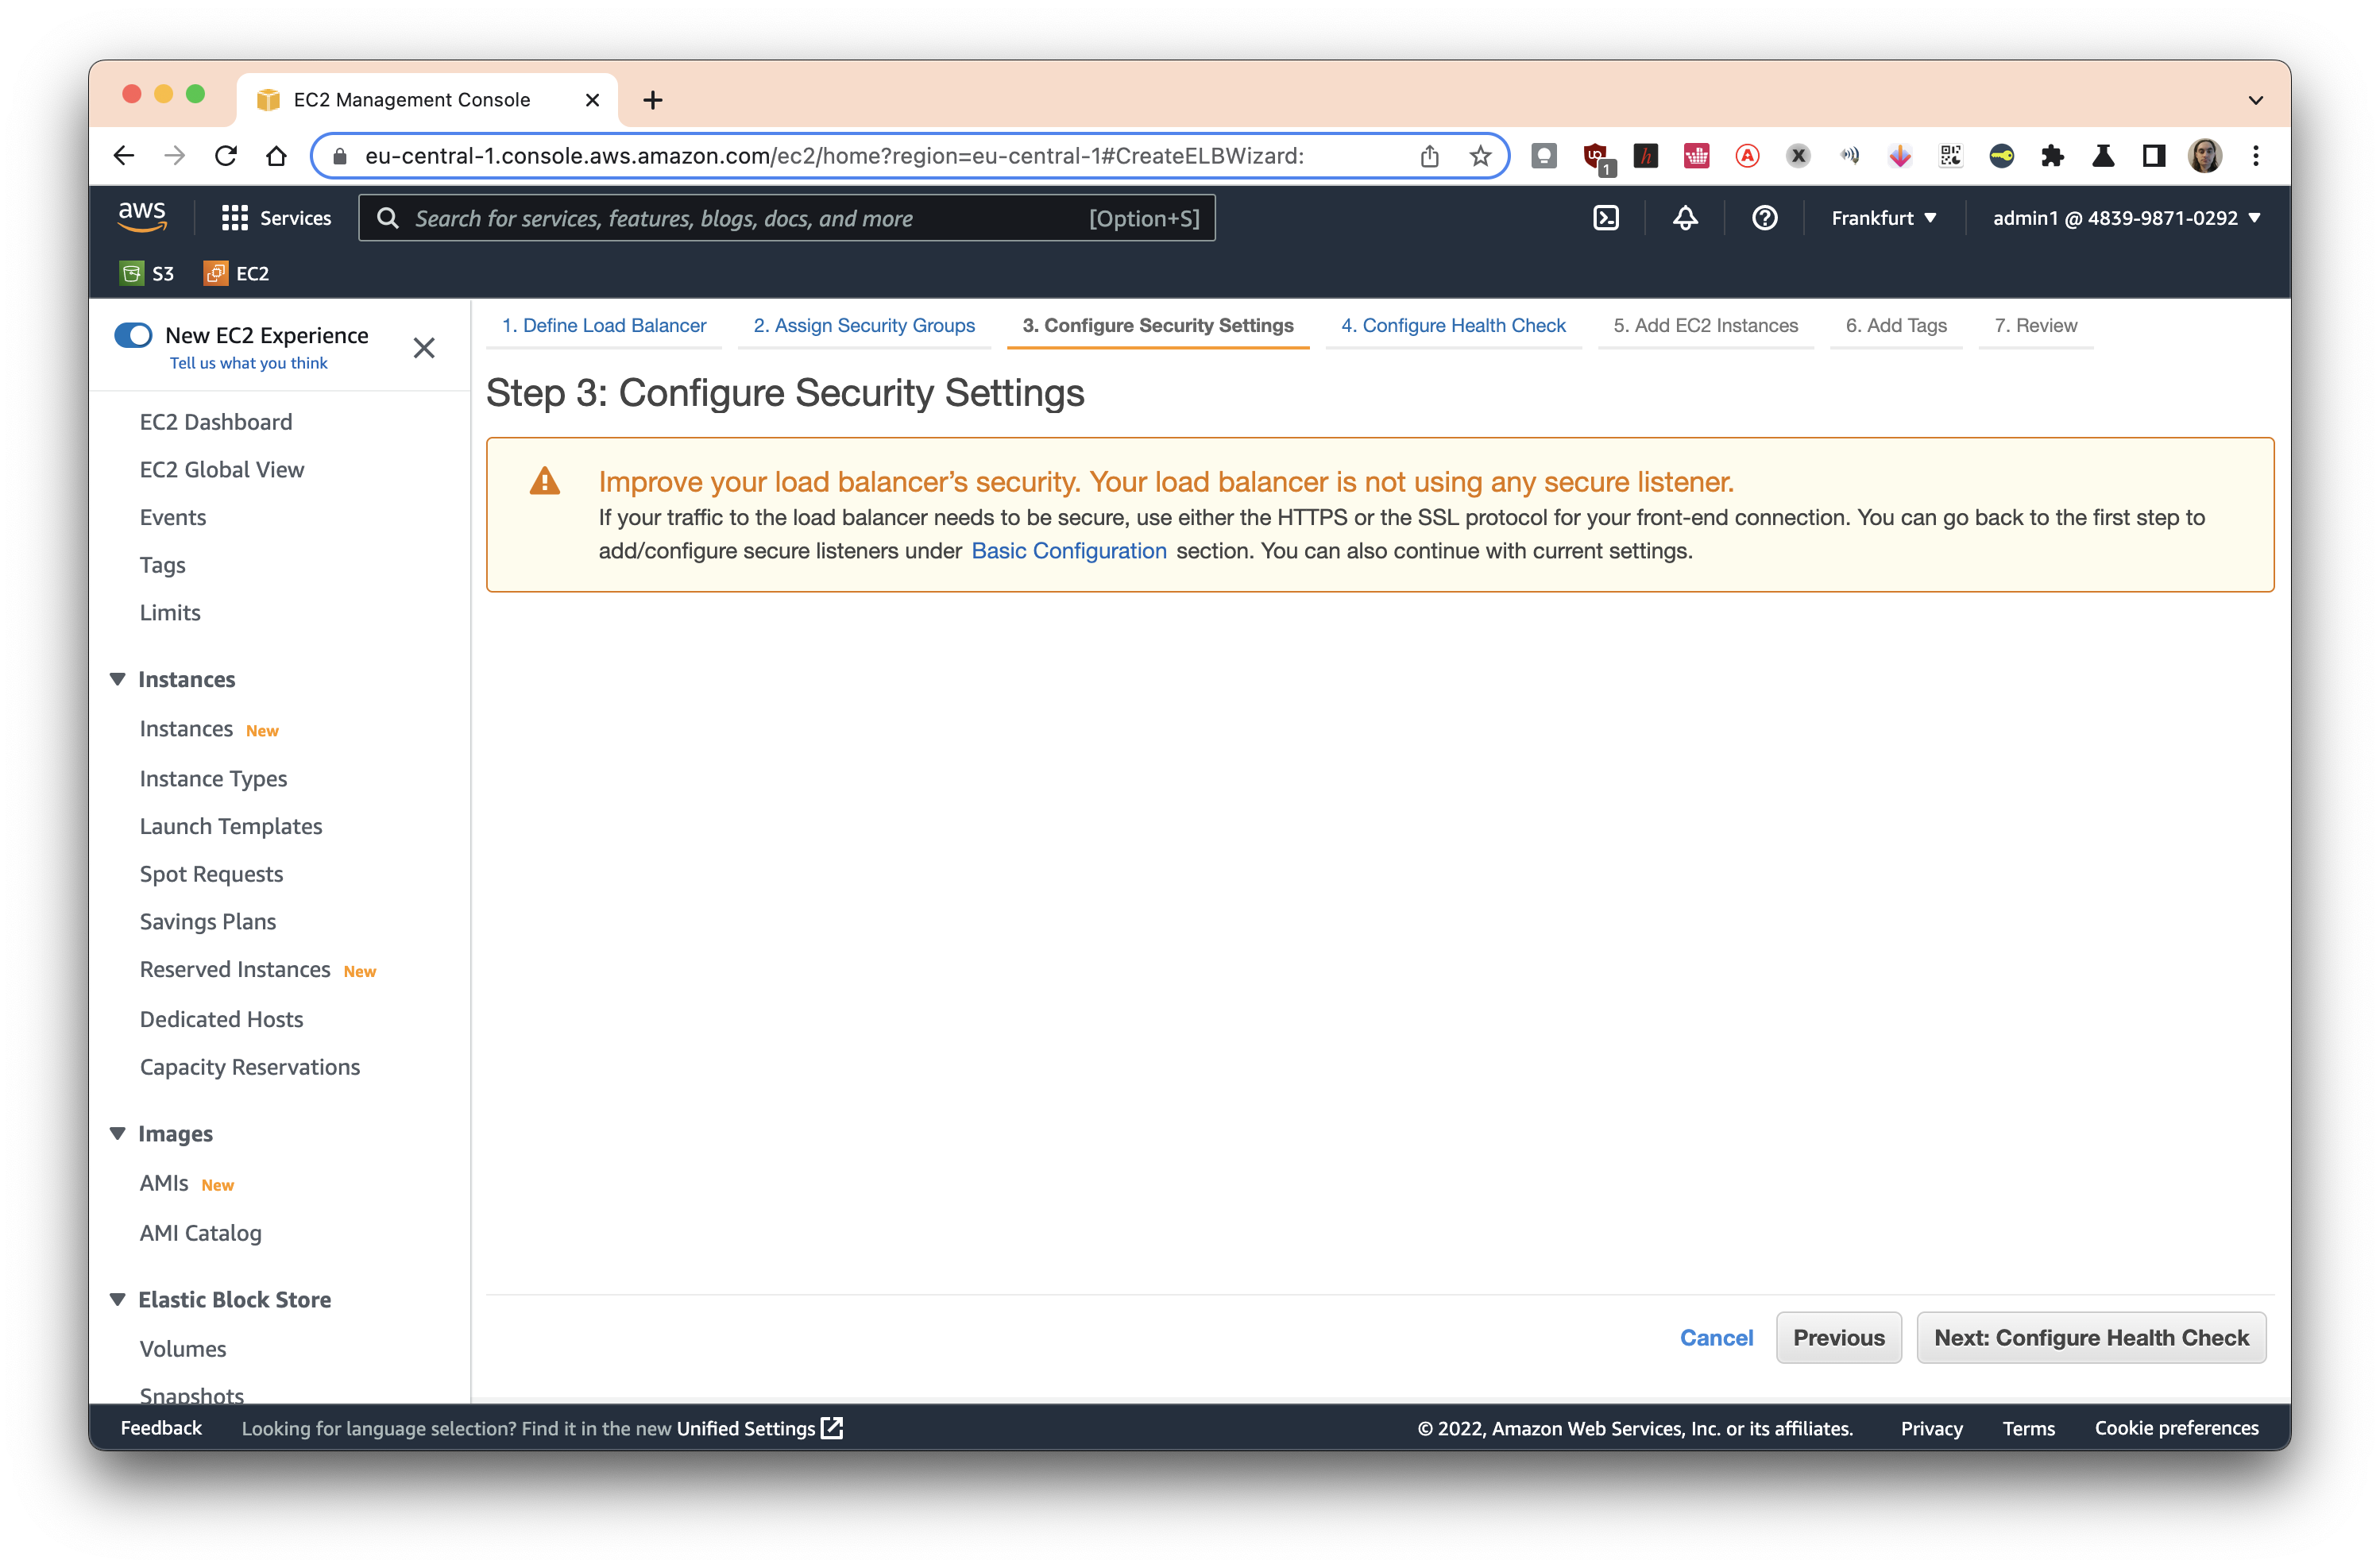 EC2 Management Console
eu-central-1.console.aws.amazon.com/ec2/home?region=eu-central-1#CreateELBWizard:
1
aws
Services
Search for services, features, blogs, docs, and more
[Option+S]
Frankfurt
admin1 @ 4839-9871-0292
S3
EC2
New EC2 Experience
Tell us what you think
EC2 Dashboard
EC2 Global View
Events
Tags
Limits
Instances
Instances New
Instance Types
Launch Templates
Spot Requests
Savings Plans
Reserved Instances New
Dedicated Hosts
Capacity Reservations
Images
AMIs New
AMI Catalog
Elastic Block Store
Volumes
Snapshots
1. Define Load Balancer
2. Assign Security Groups
3. Configure Security Settings
4. Configure Health Check
5. Add EC2 Instances
6. Add Tags
7. Review
Step 3: Configure Security Settings
Improve your load balancer’s security. Your load balancer is not using any secure listener.
If your traffic to the load balancer needs to be secure, use either the HTTPS or the SSL protocol for your front-end connection. You can go back to the first step to
add/configure secure listeners under Basic Configuration section. You can also continue with current settings.
Cancel
Previous
Next: Configure Health Check
Feedback
Looking for language selection? Find it in the new Unified Settings
© 2022, Amazon Web Services, Inc. or its affiliates.
Privacy
Terms
Cookie preferences